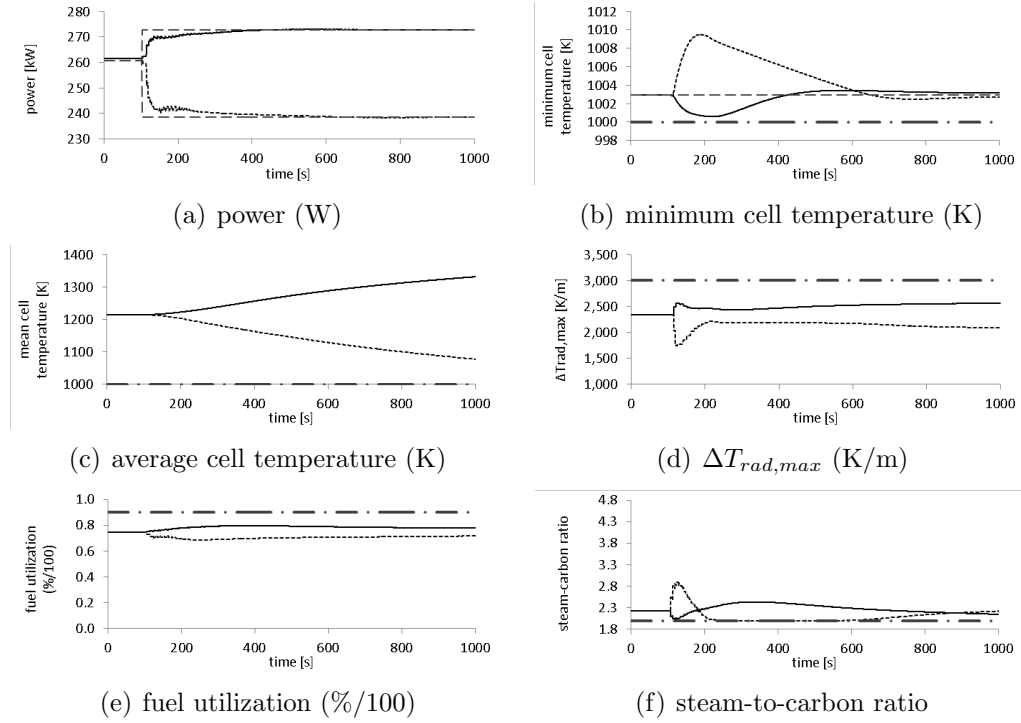 280
270
260
250
240
230
power [kW]
0 200 400 600 800 1000
time [s]
(a) power (W)
1012
1010
1008
1006
1004
1002
1000
998
minimum cell
temperature [K]
0 200 400 600 800 1000
time [s]
(b) minimum cell temperature (K)
1400
1300
1200
1100
1000
mean cell
temperature [K]
0 200 400 600 800 1000
time [s]
(c) average cell temperature (K)
3,500
3,000
2,500
2,000
1,500
1,000
ΔTrad,max [K/m]
0 200 400 600 800 1000
time [s]
(d) ΔT_{rad,max} (K/m)
1.0
0.8
0.6
0.4
0.2
0.0
fuel utilization
(%/100)
0 200 400 600 800 1000
time [s]
(e) fuel utilization (%/100)
4.8
4.3
3.8
3.3
2.8
2.3
1.8
steam-carbon ratio
0 200 400 600 800 1000
time [s]
(f) steam-to-carbon ratio